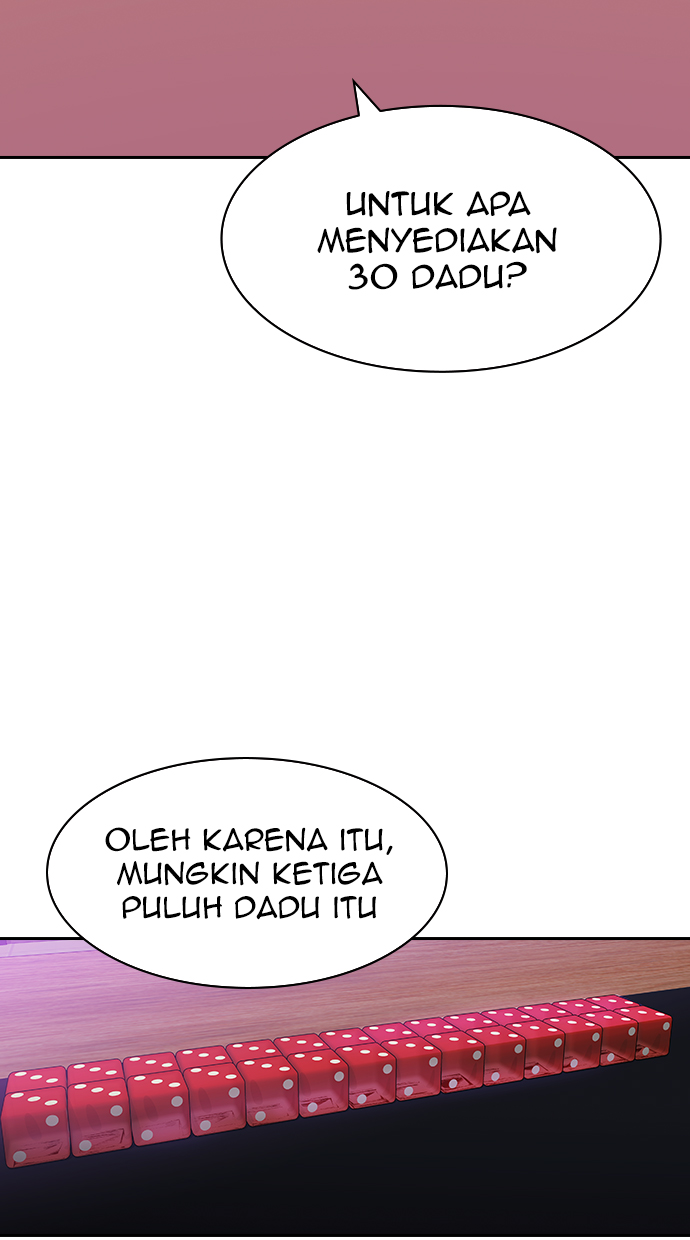 UNTUK APA
MENYEDIAKAN
30 DADU?
OLEH KARENA ITU,
MUNGKIN KETIGA
PULUH DADU ITU